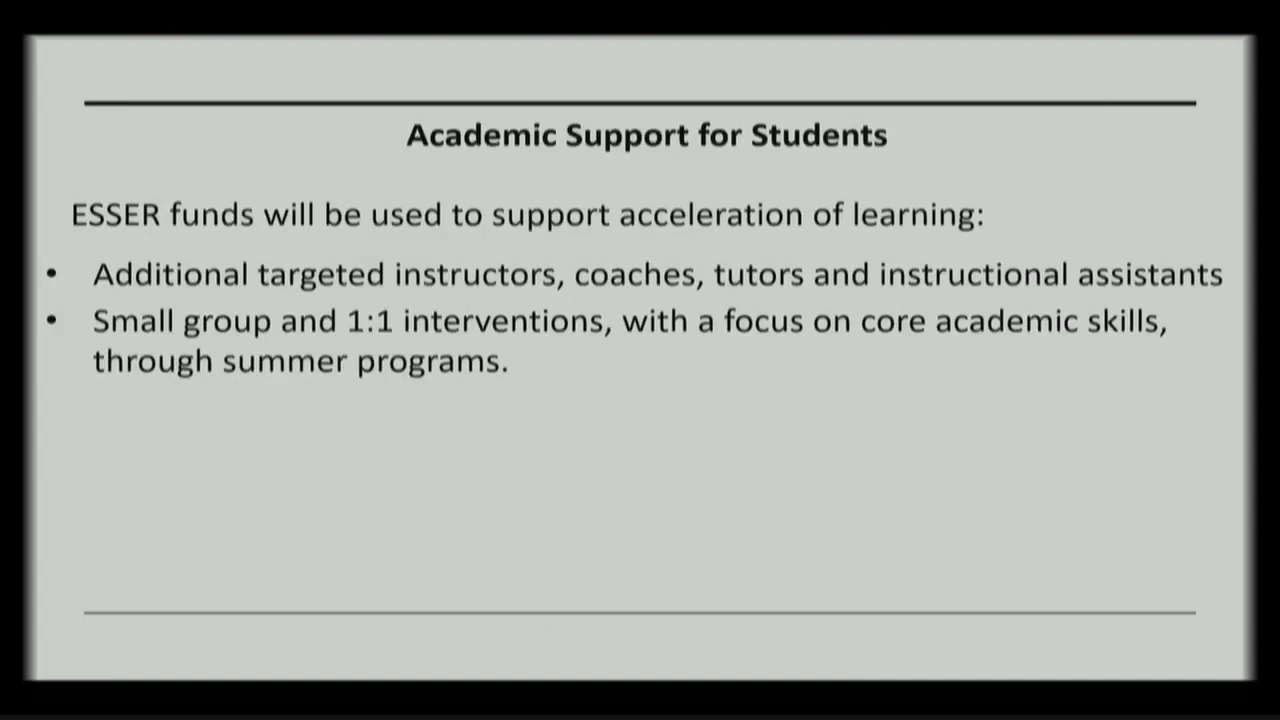 Academic Support for Students
ESSER funds will be used to support acceleration of learning:
• Additional targeted instructors, coaches, tutors and instructional assistants
• Small group and 1:1 interventions, with a focus on core academic skills,
through summer programs.